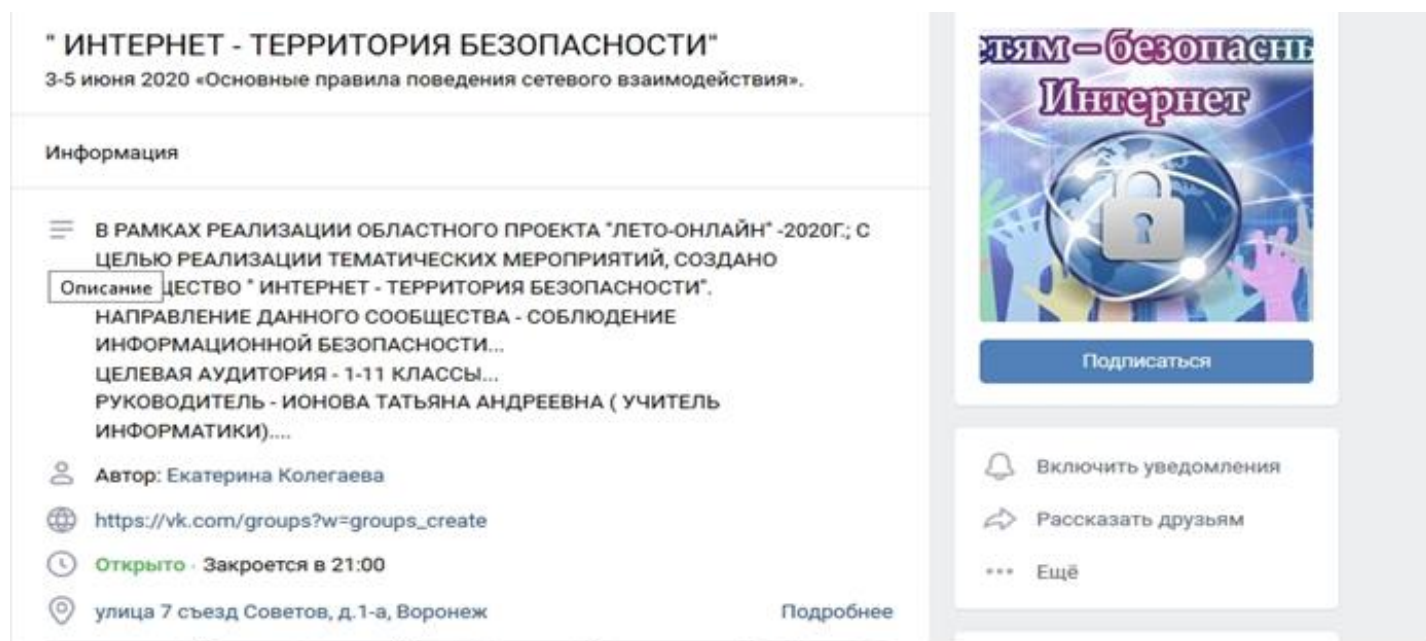 " ИНТЕРНЕТ - ТЕРРИТОРИЯ БЕЗОПАСНОСТИ"
3-5 июня 2020 «Основные правила поведения сетевого взаимодействия».
Информация
В РАМКАХ РЕАЛИЗАЦИИ ОБЛАСТНОГО ПРОЕКТА "ЛЕТО-ОНЛАЙН" -2020Г.; С
ЦЕЛЬЮ РЕАЛИЗАЦИИ ТЕМАТИЧЕСКИХ МЕРОПРИЯТИЙ, СОЗДАНО
Описание ЩЕСТВО " ИНТЕРНЕТ - ТЕРРИТОРИЯ БЕЗОПАСНОСТИ".
НАПРАВЛЕНИЕ ДАННОГО СООБЩЕСТВА - СОБЛЮДЕНИЕ
ИНФОРМАЦИОННОЙ БЕЗОПАСНОСТИ...
ЦЕЛЕВАЯ АУДИТОРИЯ - 1-11 КЛАССЫ...
РУКОВОДИТЕЛЬ - ИОНОВА ТАТЬЯНА АНДРЕЕВНА ( УЧИТЕЛЬ
ИНФОРМАТИКИ)....
Автор: Екатерина Колегаева
https://vk.com/groups?w=groups_create
Открыто · Закроется в 21:00
улица 7 съезд Советов, д.1-а, Воронеж Подробнее
етям – безопасны
Интернет
Подписаться
Включить уведомления
Рассказать друзьям
Ещё